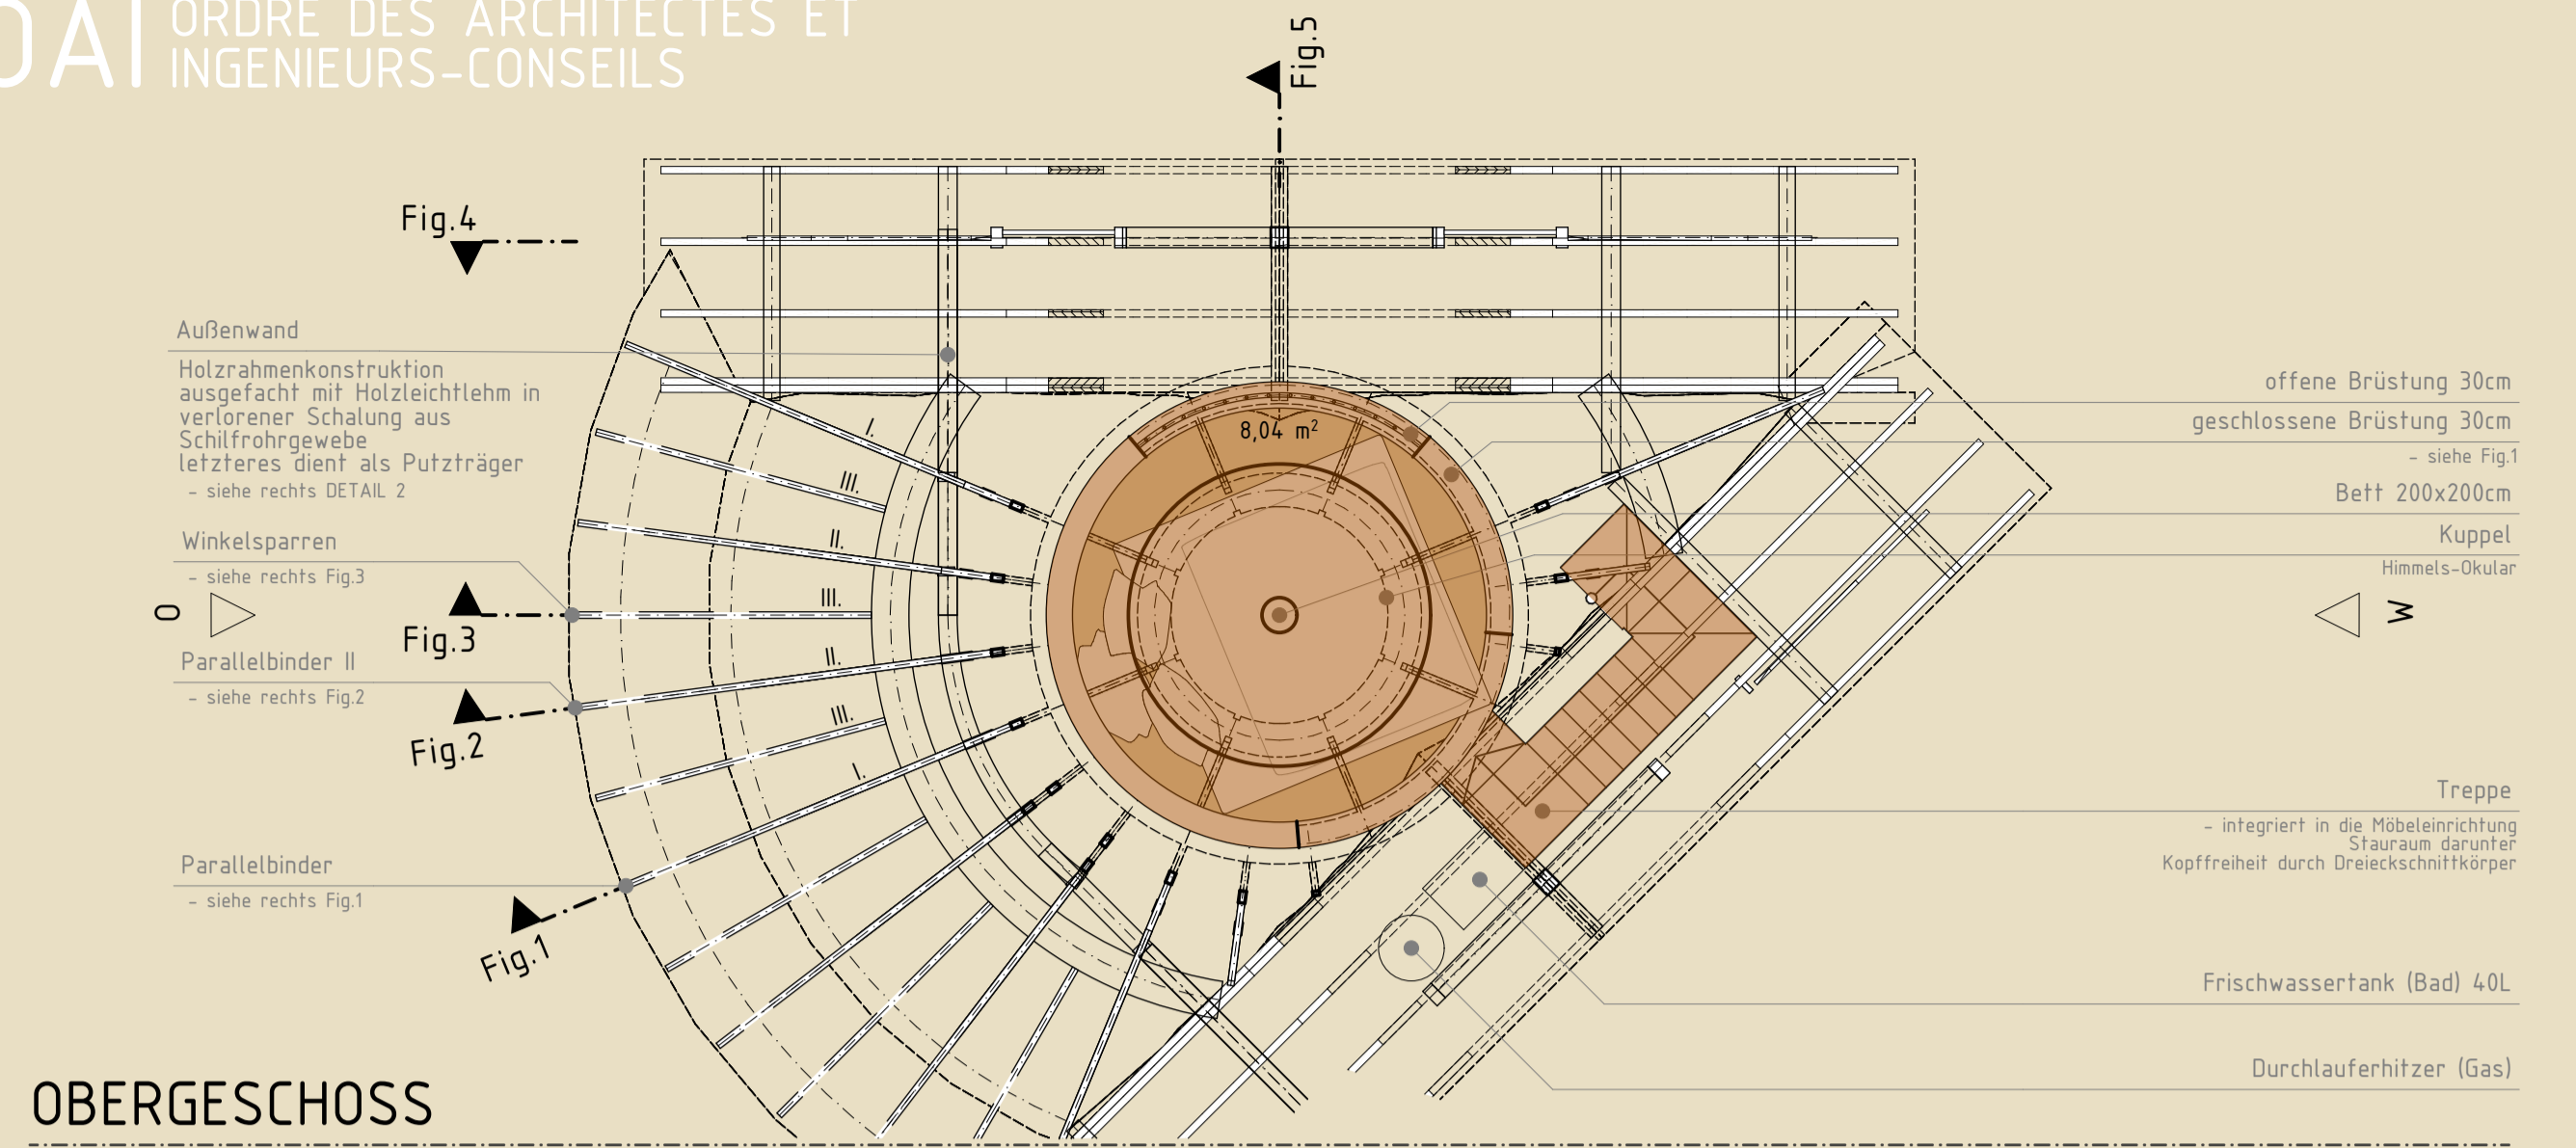 OAI ORDRE DES ARCHITECTES ET
INGENIEURS-CONSEILS
Fig.5
Fig.4
Außenwand
Holzrahmenkonstruktion
ausgefacht mit Holzleichtlehm in
verlorener Schalung aus
Schilfrohrgewebe
letzteres dient als Putzträger
- siehe rechts DETAIL 2
Winkelsparren
- siehe rechts Fig.3
O
Fig.3
Parallelbinder II
- siehe rechts Fig.2
Fig.2
Parallelbinder
- siehe rechts Fig.1
Fig.1
I.
III.
II.
III.
II.
III.
I.
8,04 m²
offene Brüstung 30cm
geschlossene Brüstung 30cm
- siehe Fig.1
Bett 200x200cm
Kuppel
Himmels-Okular
W
Treppe
- integriert in die Möbeleinrichtung
Stauraum darunter
Kopffreiheit durch Dreieckschnittkörper
Frischwassertank (Bad) 40L
Durchlauferhitzer (Gas)
OBERGESCHOSS